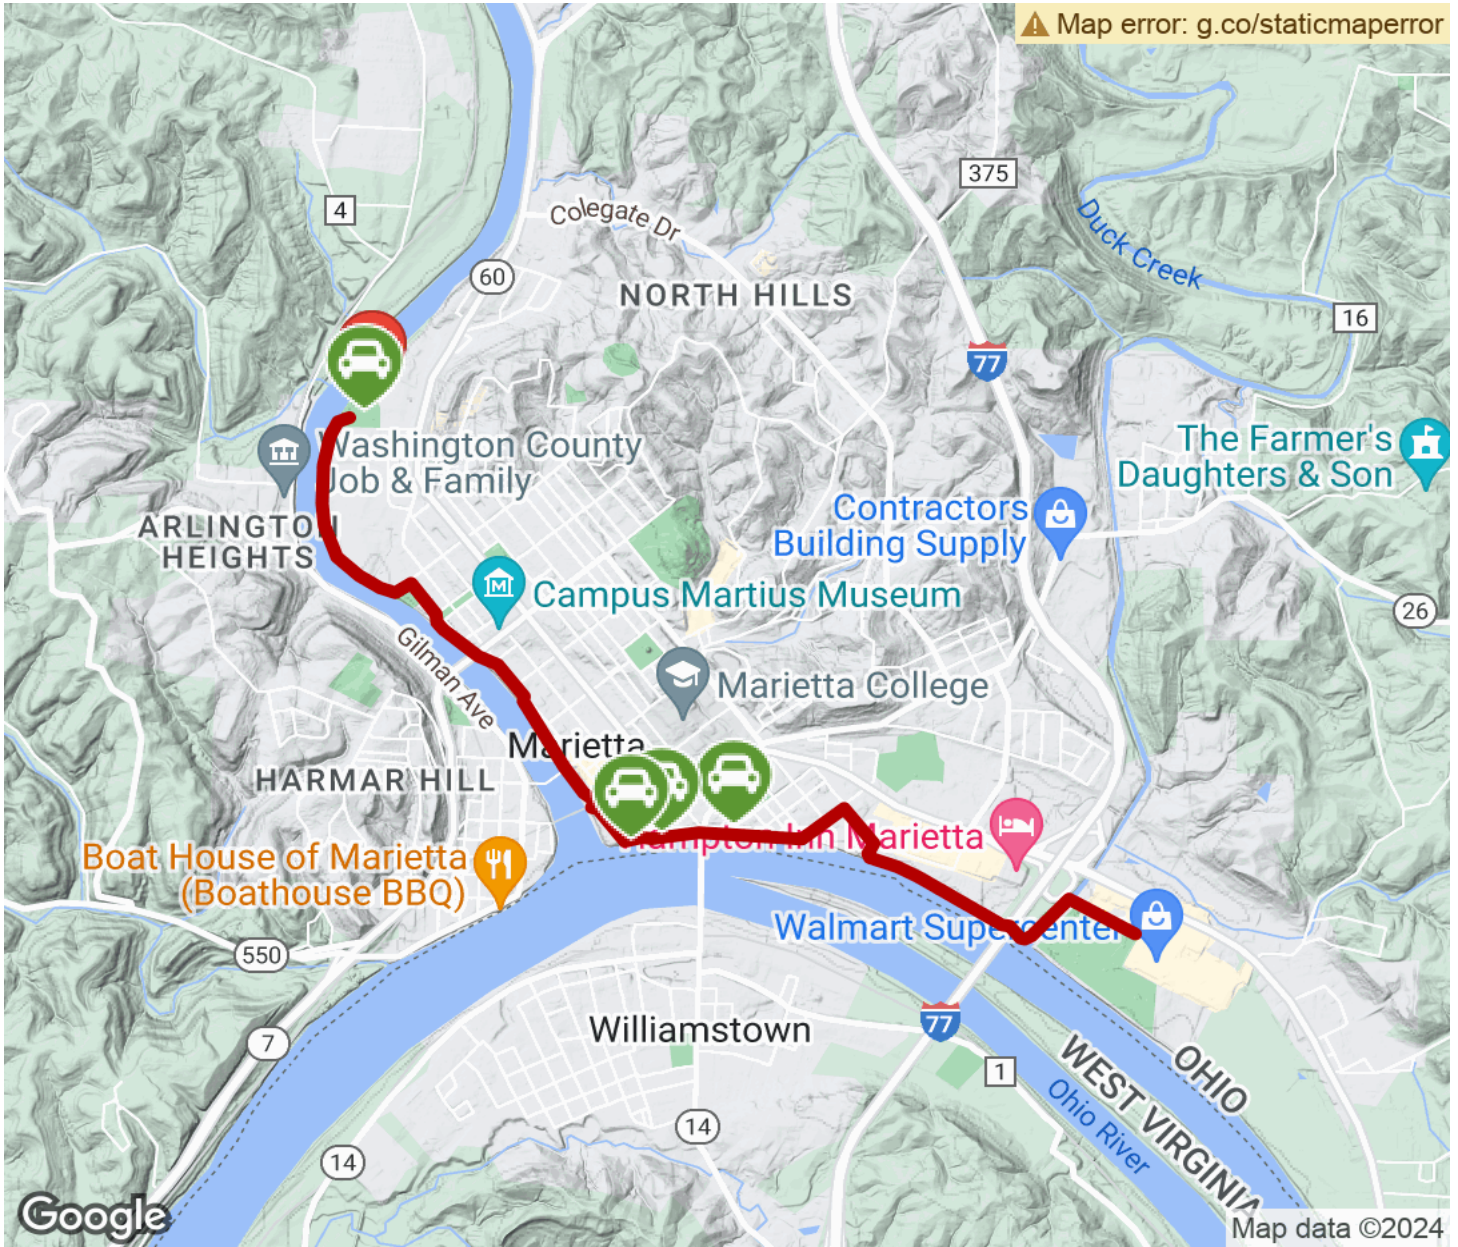 Map error: g.co/staticmaperror
375
4
Colegate Dr
Duck Creek
60
NORTH HILLS
16
77
Washington County
Job & Family
The Farmer's
Daughters & Son
ARLINGTON
HEIGHTS
Contractors
Building Supply
Campus Martius Museum
26
Gilman Ave
Marietta College
Marietta
HARMAR HILL
Hampton Inn Marietta
Boat House of Marietta
(Boathouse BBQ)
Walmart Supercenter
550
77
Williamstown
7
1
OHIO
WEST VIRGINIA
Ohio River
14
14
Google
Map data ©2024